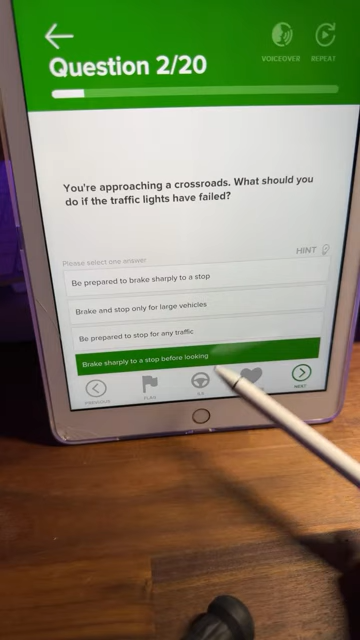 VOICEOVER
REPEAT
Question 2/20
You're approaching a crossroads. What should you
do if the traffic lights have failed?
HINT
Please select one answer
Be prepared to brake sharply to a stop
Brake and stop only for large vehicles
Be prepared to stop for any traffic
Brake sharply to a stop before looking
PREVIOUS
FLAG
NEXT